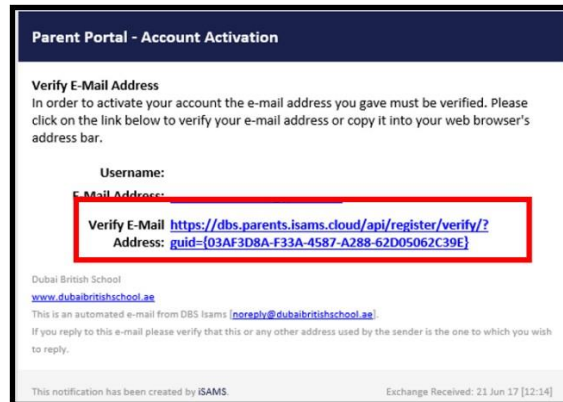 Parent Portal - Account Activation
Verify E-Mail Address
In order to activate your account the e-mail address you gave must be verified. Please
click on the link below to verify your e-mail address or copy it into your web browser's
address bar.
Username:
E-Mail Address:
Verify E-Mail https://dbs.parents.isams.cloud/api/register/verify/?
Address: guid={03AF3D8A-F33A-4587-A288-62D05062C39E}
Dubai British School
www.dubaibritishschool.ae
This is an automated e-mail from DBS Isams [noreply@dubaibritishschool.ae].
If you reply to this e-mail please verify that this or any other address used by the sender is the one to which you wish
to reply.
This notification has been created by iSAMS. Exchange Received: 21 Jun 17 [12:14]